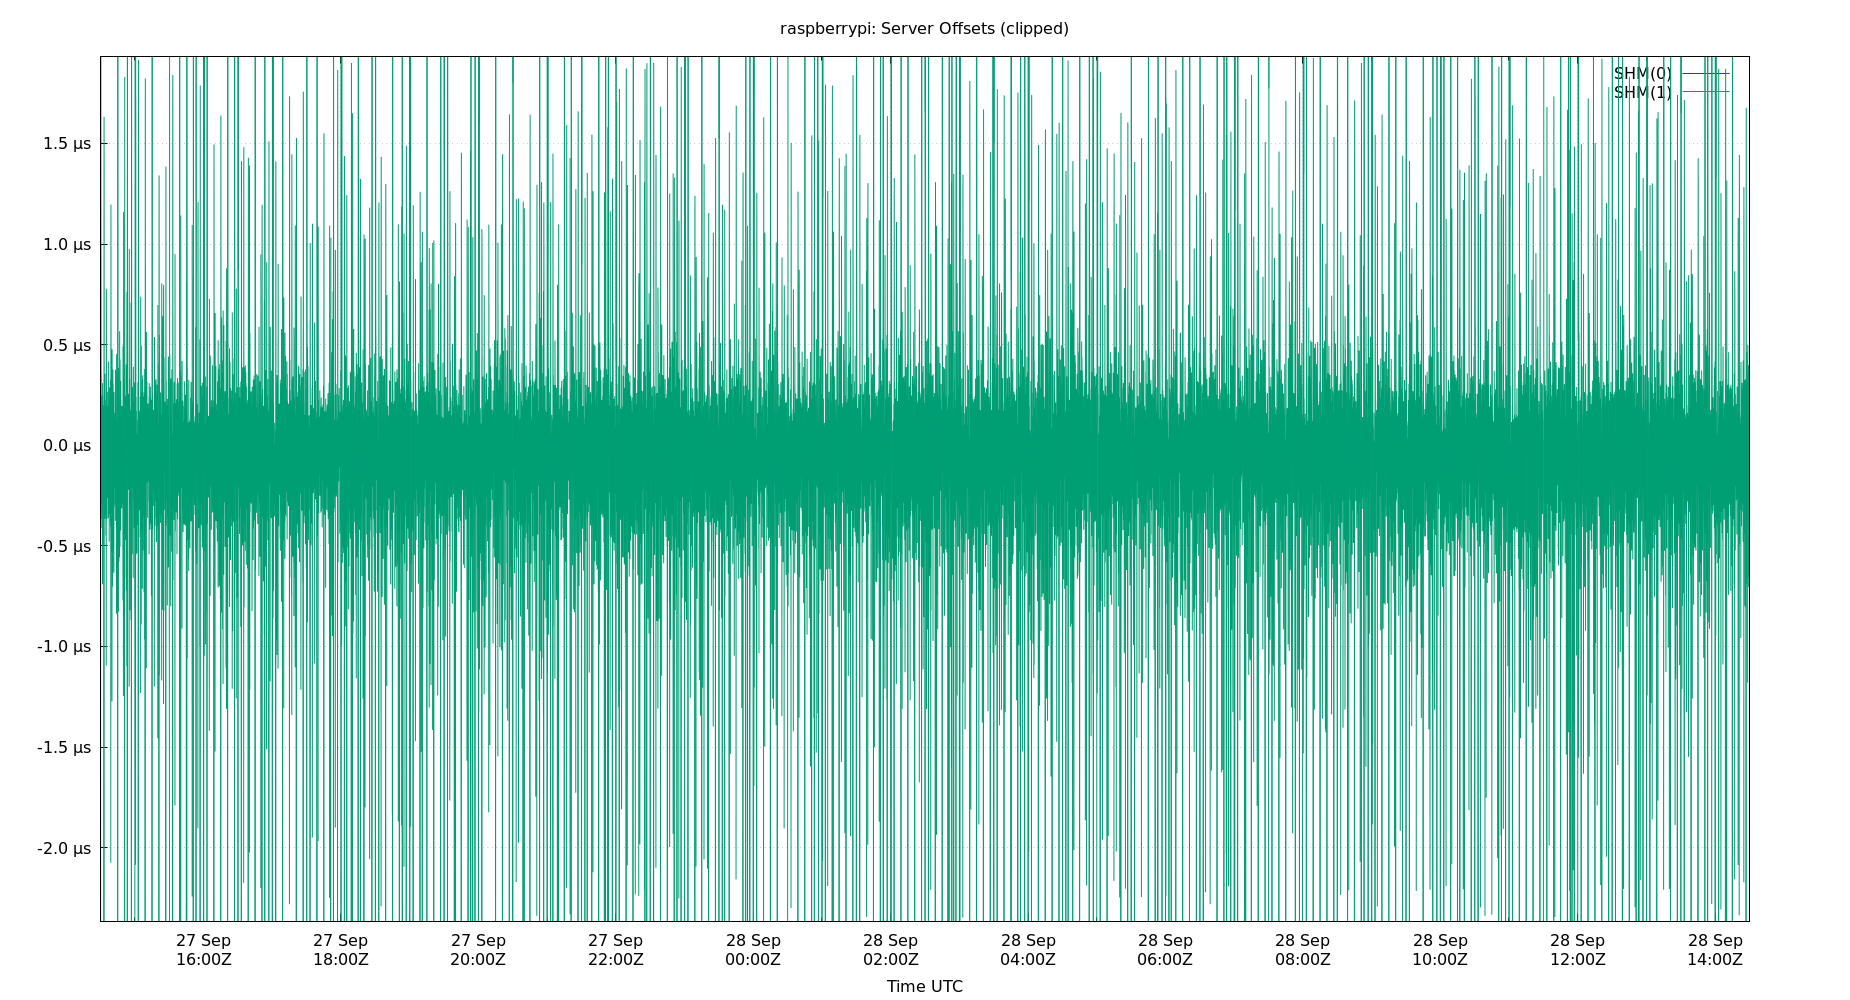 raspberrypi: Server Offsets (clipped)
SHM(0)
SHM(1)
1.5 µs
1.0 µs
0.5 µs
0.0 µs
-0.5 µs
-1.0 µs
-1.5 µs
-2.0 µs
27 Sep 27 Sep 27 Sep 27 Sep 28 Sep 28 Sep 28 Sep 28 Sep 28 Sep 28 Sep 28 Sep 28 Sep
16:00Z 18:00Z 20:00Z 22:00Z 00:00Z 02:00Z 04:00Z 06:00Z 08:00Z 10:00Z 12:00Z 14:00Z
Time UTC